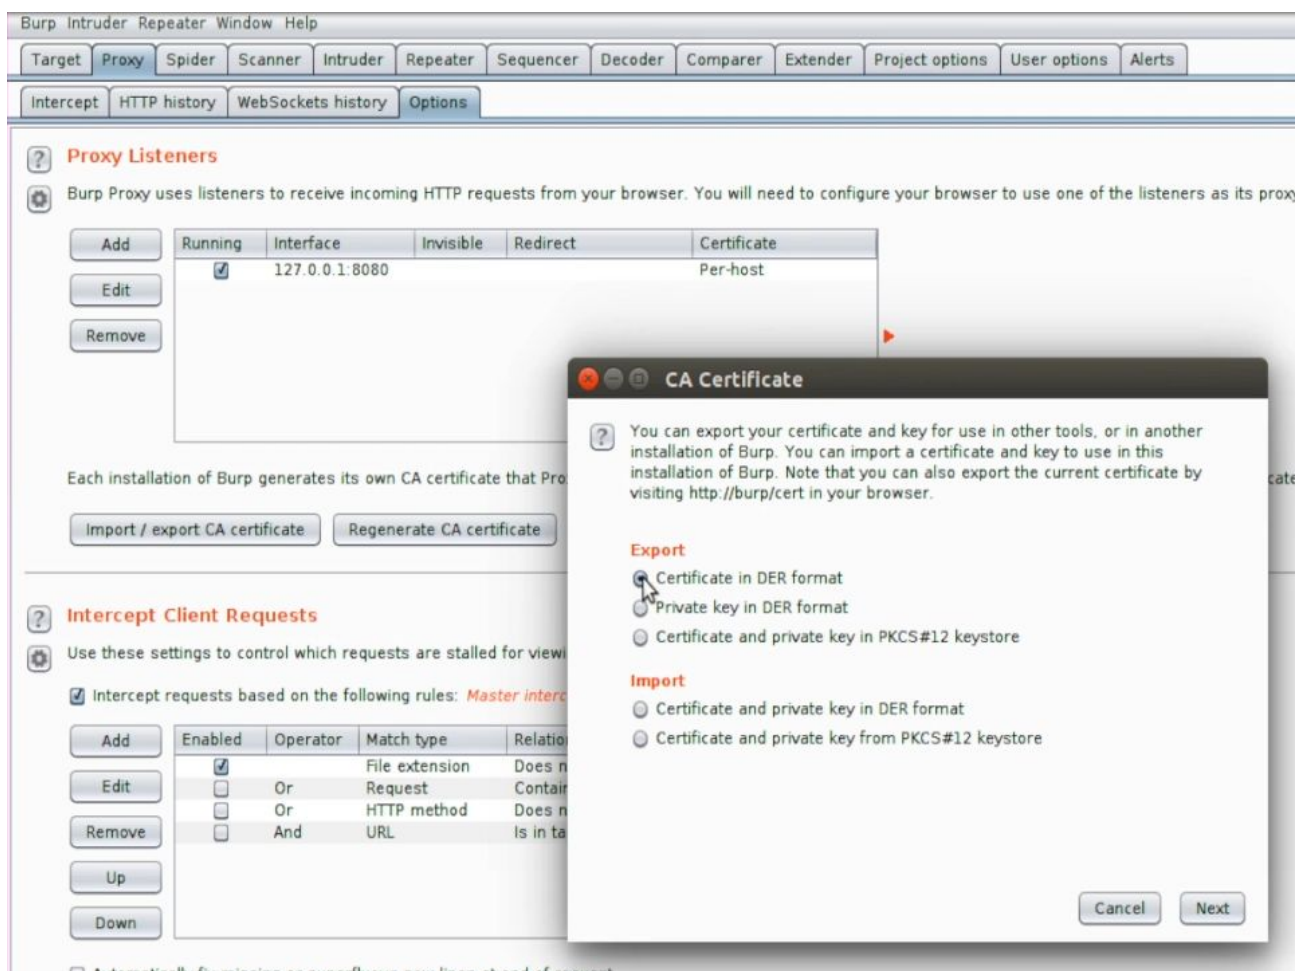 Burp Intruder Repeater Window Help
Target Proxy Spider Scanner Intruder Repeater Sequencer Decoder Comparer Extender Project options User options Alerts
Intercept HTTP history WebSockets history Options
Proxy Listeners
Burp Proxy uses listeners to receive incoming HTTP requests from your browser. You will need to configure your browser to use one of the listeners as its proxy
Add
Edit
Remove
Running Interface Invisible Redirect Certificate
127.0.0.1:8080 Per-host
Each installation of Burp generates its own CA certificate that Pro
Import / export CA certificate Regenerate CA certificate
Intercept Client Requests
Use these settings to control which requests are stalled for viewi
Intercept requests based on the following rules: Master interc
Add
Edit
Remove
Up
Down
Enabled Operator Match type Relatio
File extension Does n
Or Request Contain
Or HTTP method Does n
And URL Is in ta
CA Certificate
You can export your certificate and key for use in other tools, or in another
installation of Burp. You can import a certificate and key to use in this
installation of Burp. Note that you can also export the current certificate by
visiting http://burp/cert in your browser.
Export
Certificate in DER format
Private key in DER format
Certificate and private key in PKCS#12 keystore
Import
Certificate and private key in DER format
Certificate and private key from PKCS#12 keystore
Cancel Next